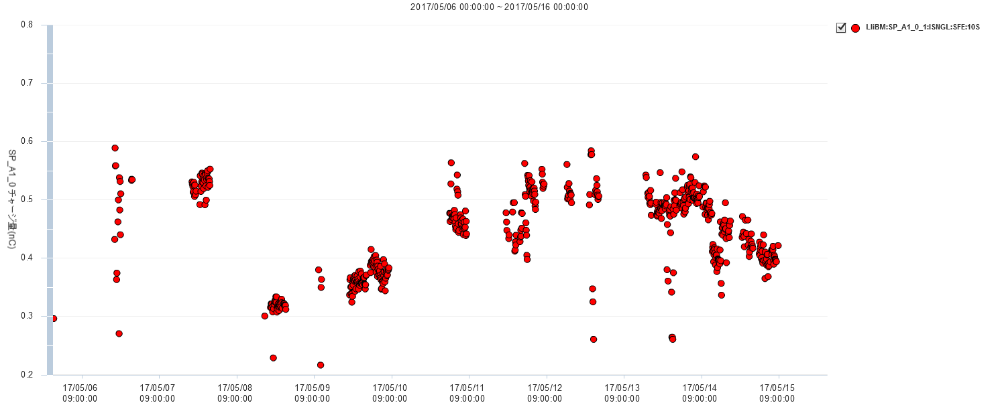 2017/05/06 00:00:00 ~ 2017/05/16 00:00:00
LIiBM:SP_A1_0_1:ISNGL:SFE:10S
SP_A1_0チャージ量(nC)
0.8
0.7
0.6
0.5
0.4
0.3
0.2
17/05/06 17/05/07 17/05/08 17/05/09 17/05/10 17/05/11 17/05/12 17/05/13 17/05/14 17/05/15
09:00:00 09:00:00 09:00:00 09:00:00 09:00:00 09:00:00 09:00:00 09:00:00 09:00:00 09:00:00